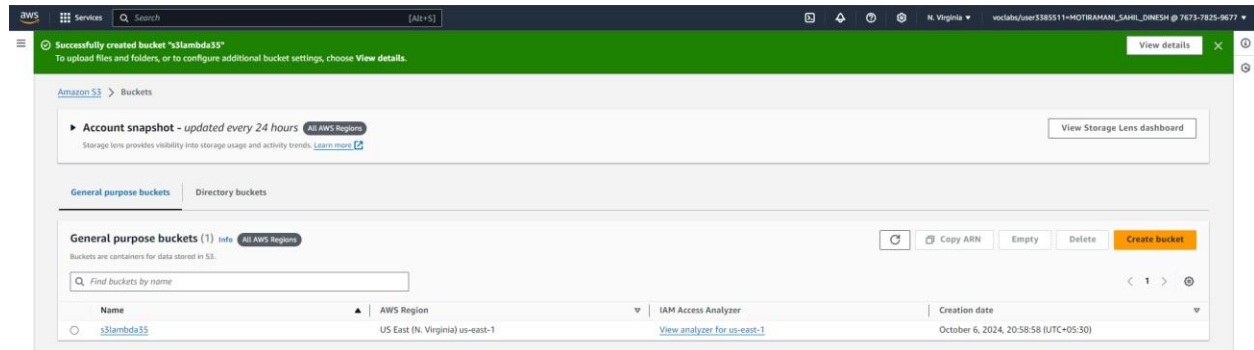 aws Services Search [Alt+S] N. Virginia voclabs/user3385511=MOTIRAMANI_SAHIL_DINESH @ 7673-7825-9677
Successfully created bucket "s3lambda35" View details
To upload files and folders, or to configure additional bucket settings, choose View details.
Amazon S3 > Buckets
Account snapshot - updated every 24 hours All AWS Regions View Storage Lens dashboard
Storage lens provides visibility into storage usage and activity trends. Learn more
General purpose buckets Directory buckets
General purpose buckets (1) Info All AWS Regions Copy ARN Empty Delete Create bucket
Buckets are containers for data stored in S3.
Find buckets by name < 1 >
Name AWS Region IAM Access Analyzer Creation date
s3lambda35 US East (N. Virginia) us-east-1 View analyzer for us-east-1 October 6, 2024, 20:58:58 (UTC+05:30)